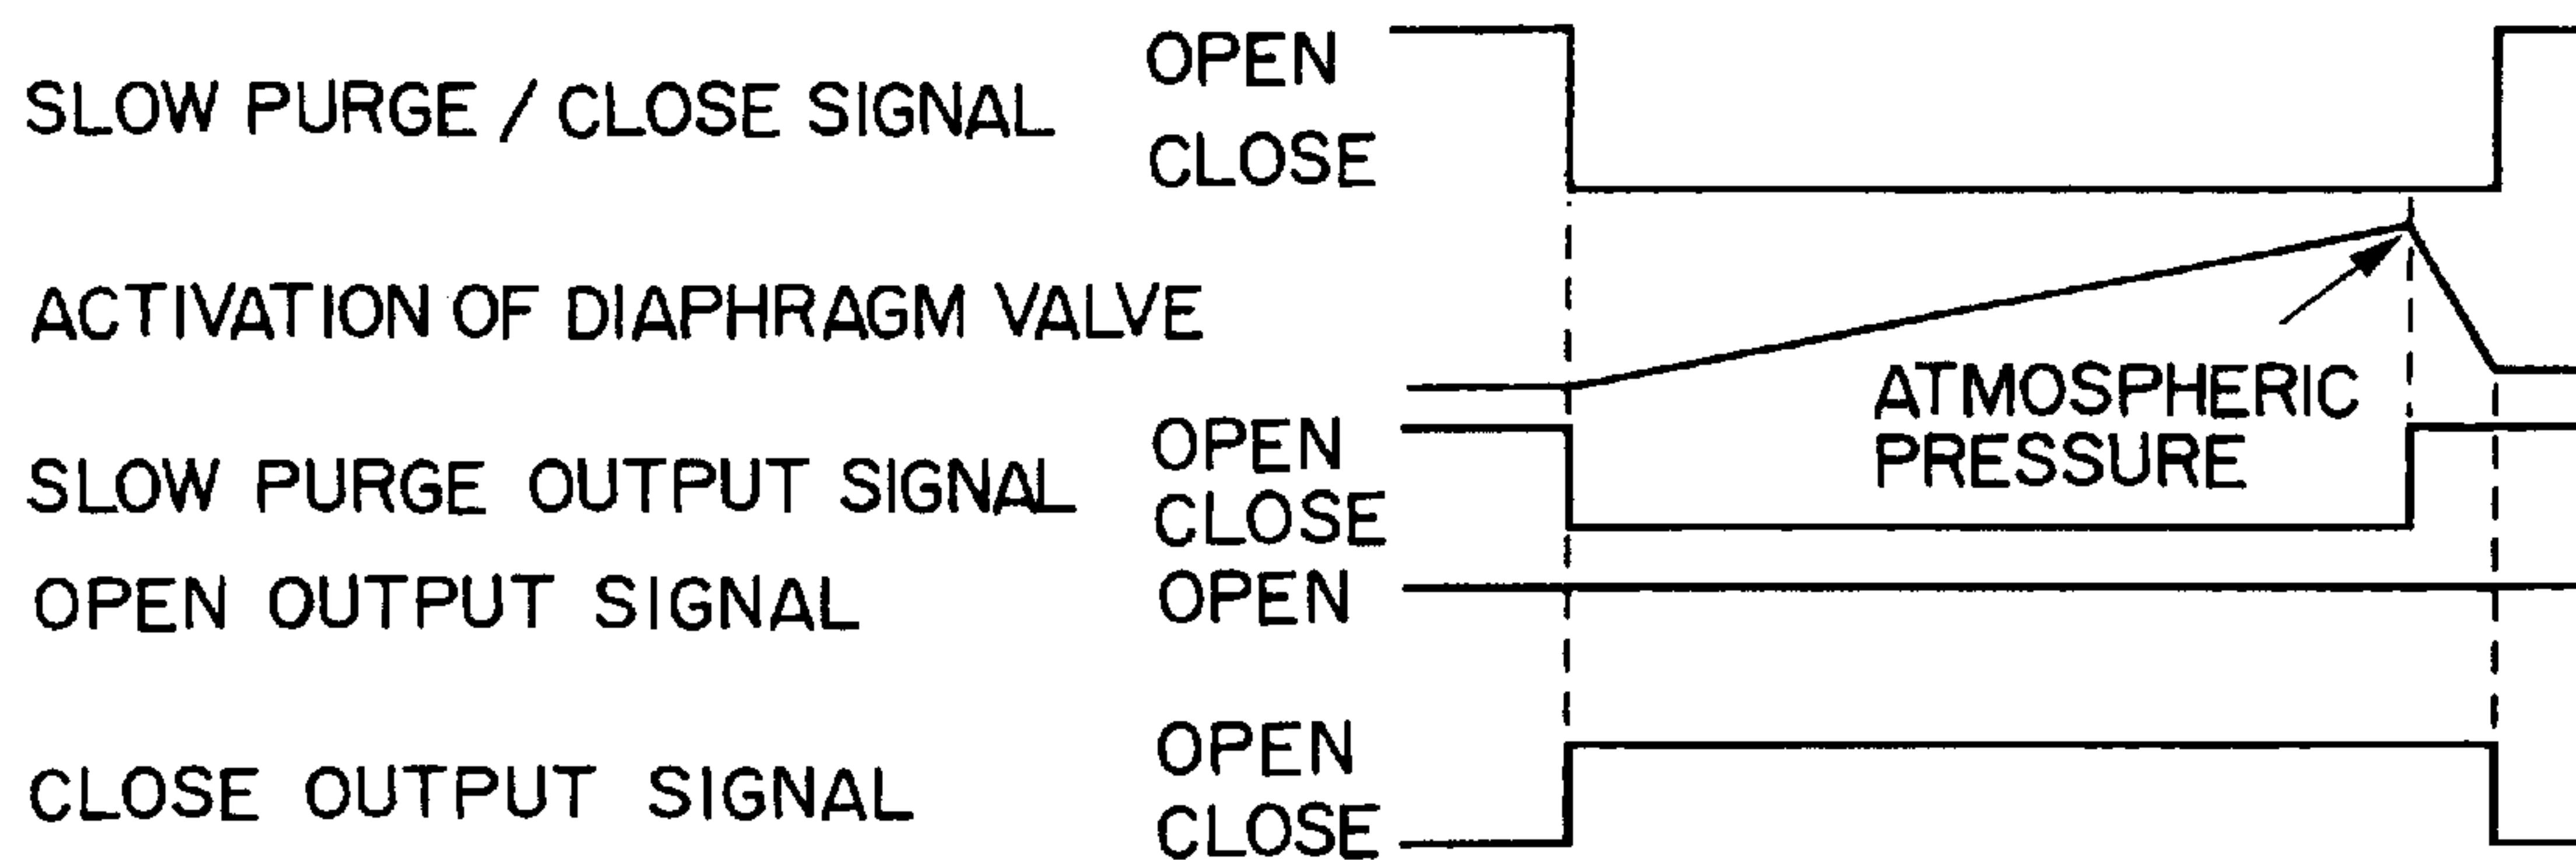 SLOW PURGE / CLOSE SIGNAL
OPEN
CLOSE
ACTIVATION OF DIAPHRAGM VALVE
ATMOSPHERIC
PRESSURE
SLOW PURGE OUTPUT SIGNAL
OPEN
CLOSE
OPEN OUTPUT SIGNAL
OPEN
CLOSE OUTPUT SIGNAL
OPEN
CLOSE